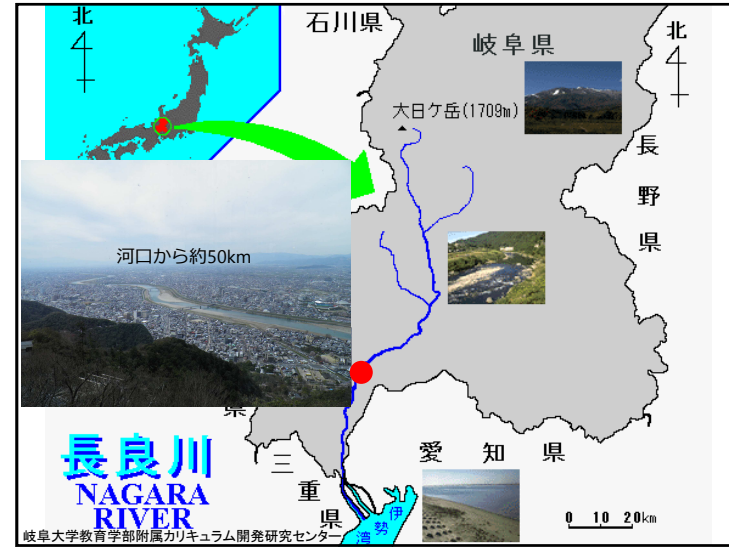 北
石川県
岐阜県
北
大日ケ岳(1709m)
長野県
河口から約50km
県
愛知県
三重県
長良川
NAGARA
RIVER
伊勢湾
0 10 20km
岐阜大学教育学部附属カリキュラム開発研究センター